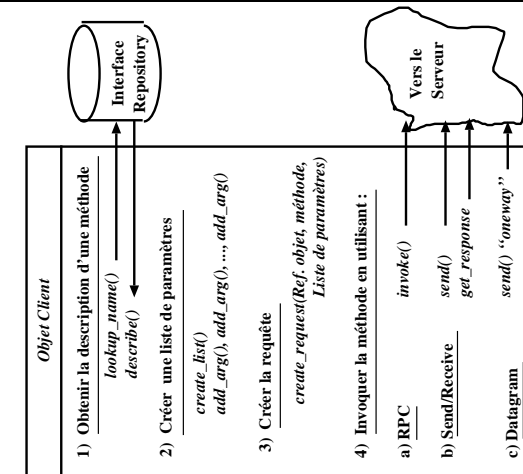 Objet Client
1) Obtenir la description d'une méthode
lookup_name()
describe()
Interface
Repository
2) Créer une liste de paramètres
create_list()
add_arg(), add_arg(), ..., add_arg()
3) Créer la requête
create_request(Ref. objet, méthode,
Liste de paramètres)
4) Invoquer la méthode en utilisant :
a) RPC
invoke()
b) Send/Receive
send()
get_response
c) Datagram
send() “oneway”
Vers le
Serveur